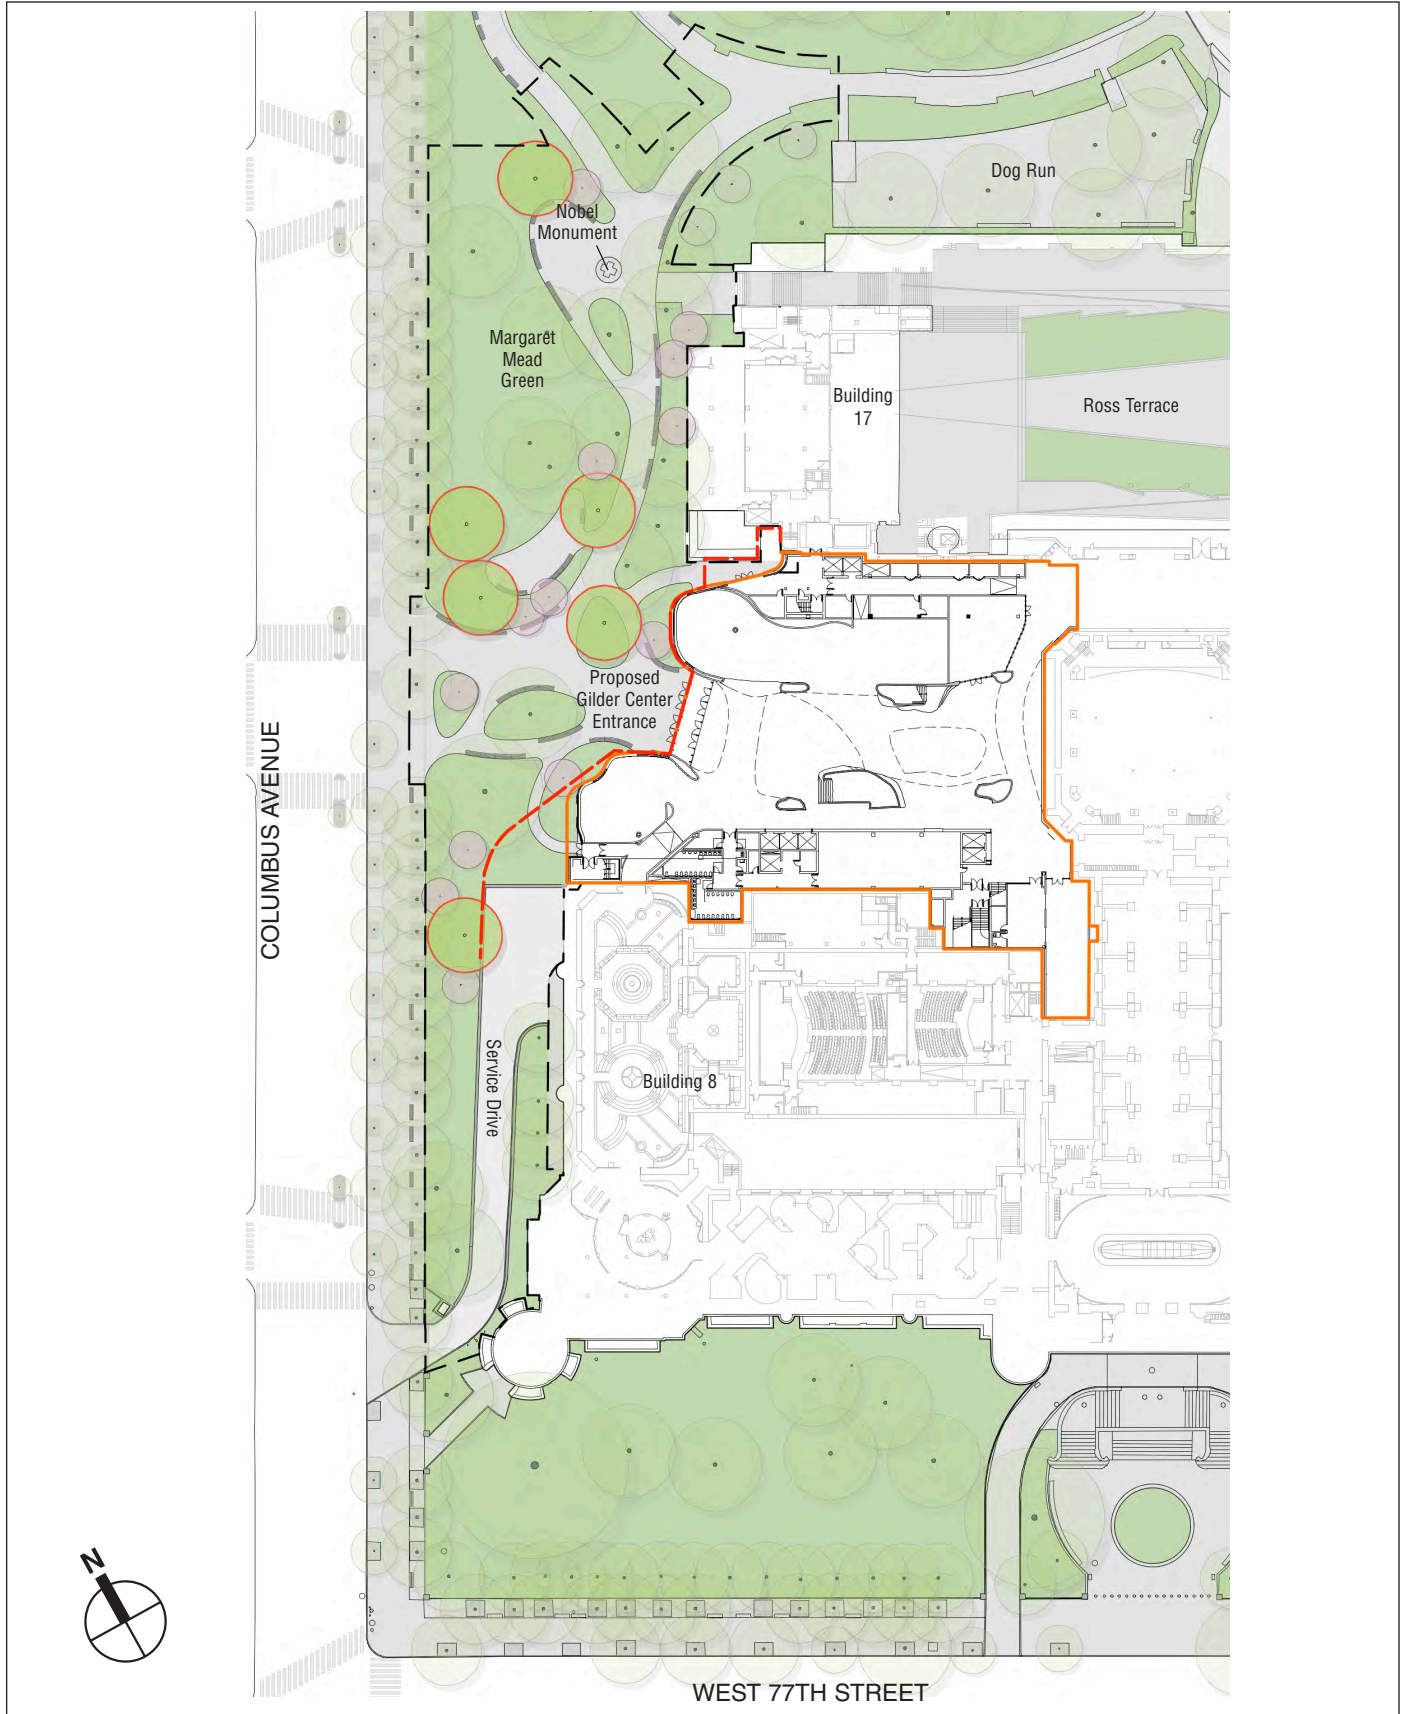 Dog Run
Nobel
Monument
Margaret
Mead
Green
Building
17
Ross Terrace
Proposed
Gilder Center
Entrance
COLUMBUS AVENUE
Service Drive
Building 8
N
WEST 77TH STREET